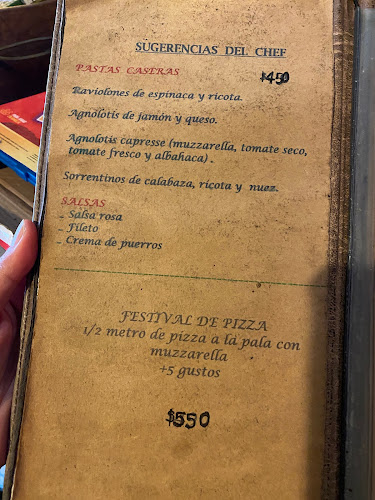 SUGERENCIAS DEL CHEF
PASTAS CASERAS $450
Raviolones de espinaca y ricota.
Agnolotis de jamón y queso.
Agnolotis capresse (muzzarella, tomate seco,
tomate fresco y albahaca).
Sorrentinos de calabaza, ricota y nuez.
SALSAS
- Salsa rosa
- Fileto
- Crema de puerros
FESTIVAL DE PIZZA
1/2 metro de pizza a la pala con
muzzarella
+5 gustos
$550